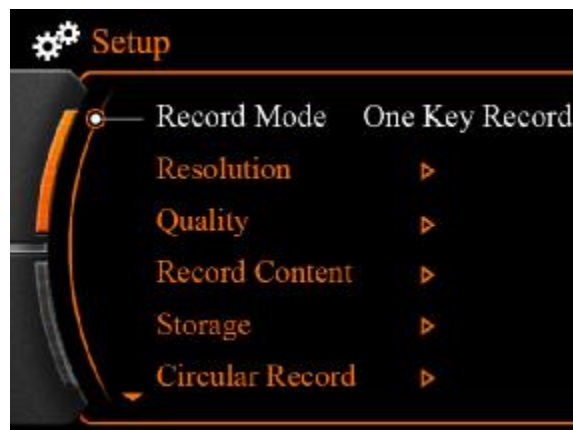 Setup
Record Mode One Key Record
Resolution
Quality
Record Content
Storage
Circular Record